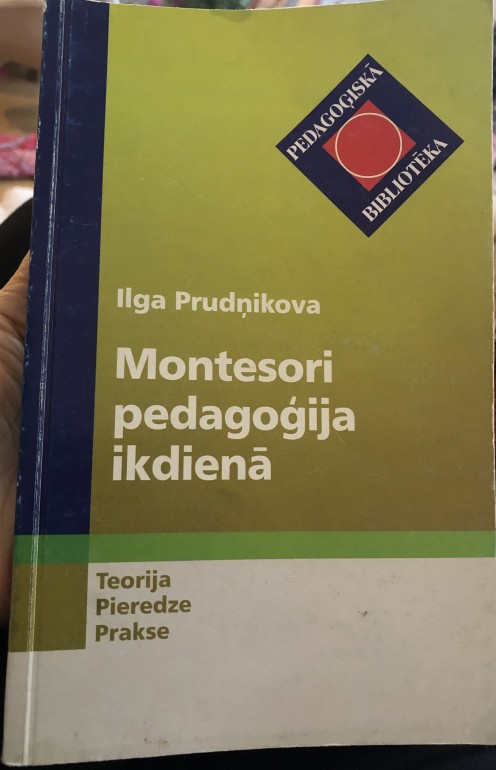 PEDAGOĢISKĀ
BIBLIOTĒKA
Ilga Prudņikova
Montesori
pedagoģija
ikdienā
Teorija
Pieredze
Prakse